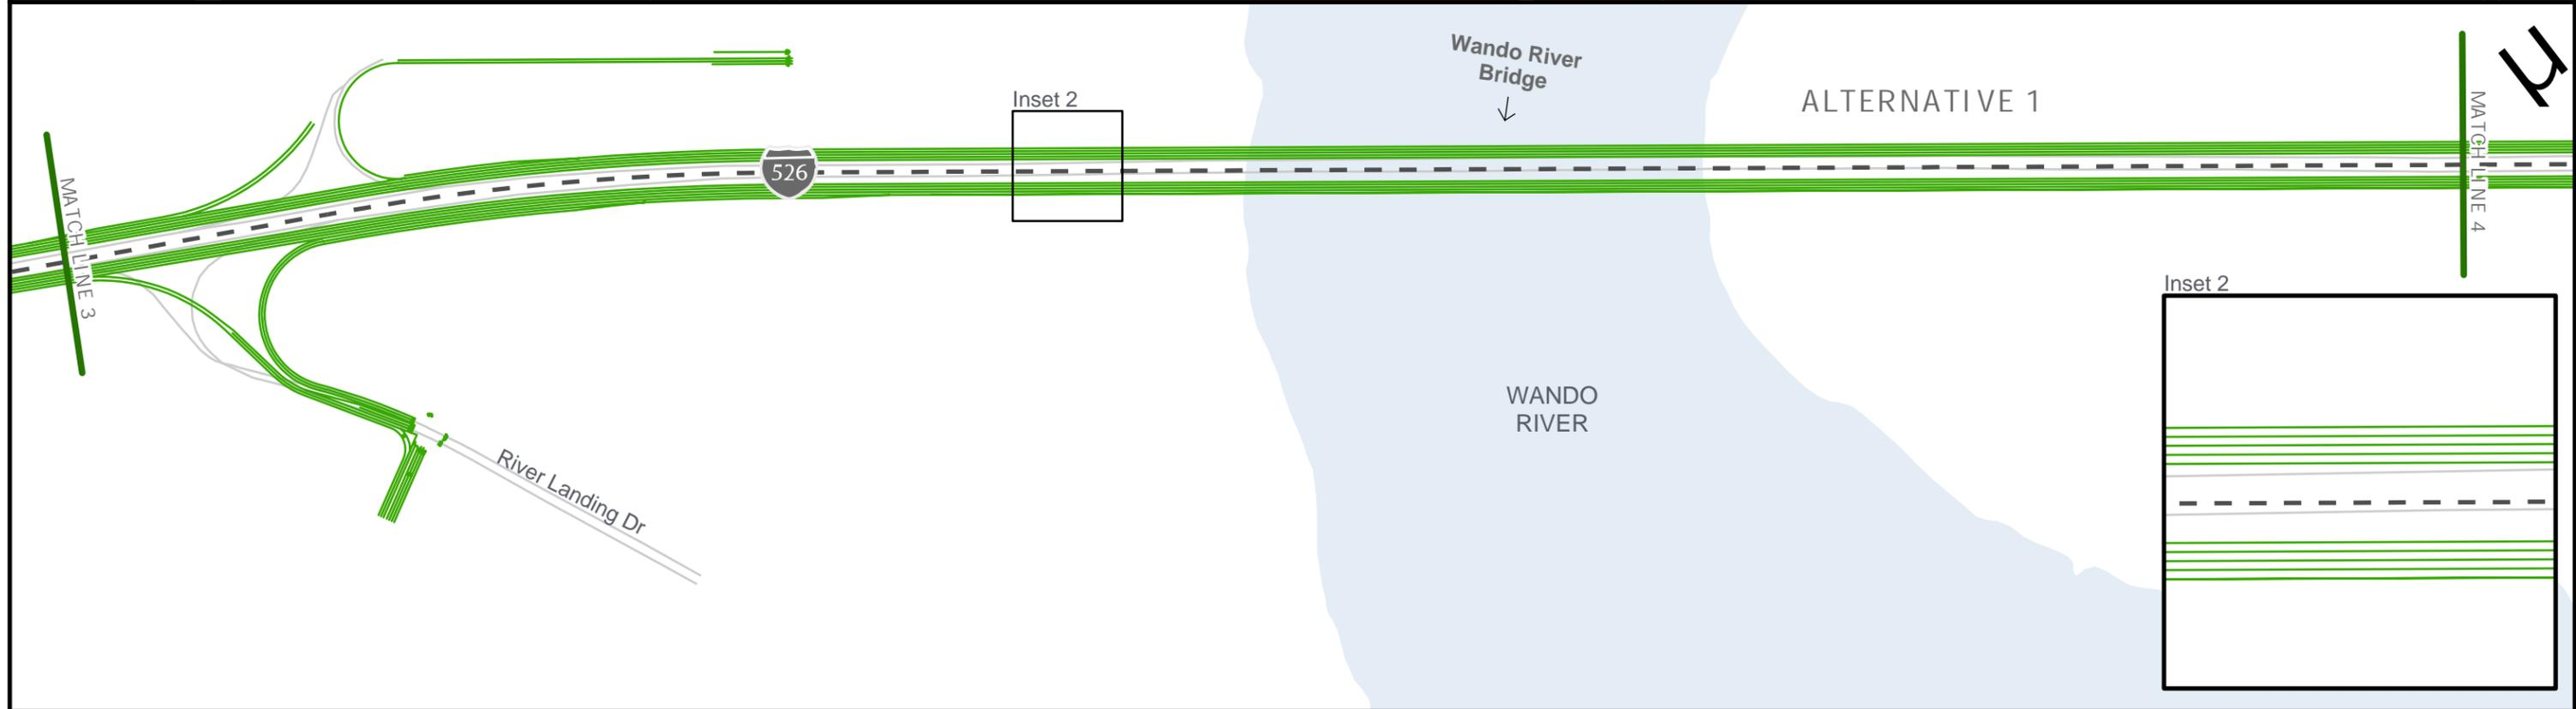 Wando River
Bridge
Inset 2
ALTERNATIVE 1
MATCH LINE 4
526
MATCH LINE 3
Inset 2
WANDO
RIVER
River Landing Dr
µ